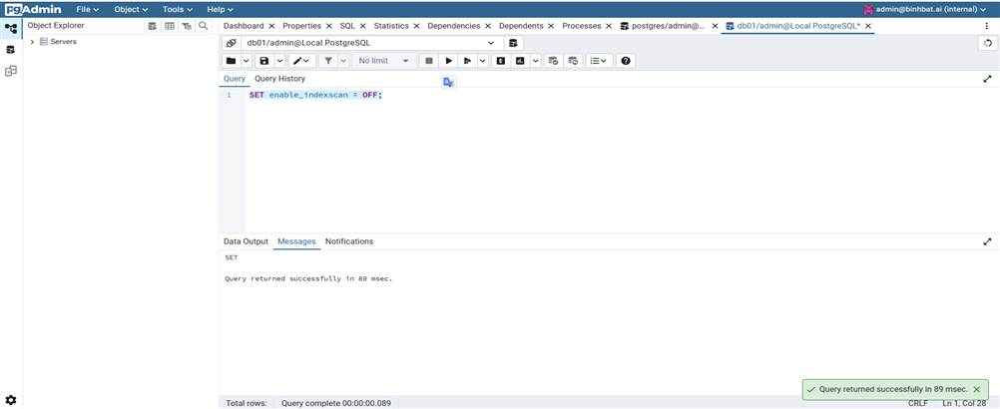 pgAdmin File Object Tools Help admin@binhbat.ai (internal)
Object Explorer
Dashboard Properties SQL Statistics Dependencies Dependents Processes postgres/admin@... db01/admin@Local PostgreSQL*
Servers
db01/admin@Local PostgreSQL
No limit
Query Query History
1 SET enable_indexscan = OFF;
Data Output Messages Notifications
SET
Query returned successfully in 89 msec.
Query returned successfully in 89 msec.
Total rows: Query complete 00:00:00.089 CRLF Ln 1, Col 28